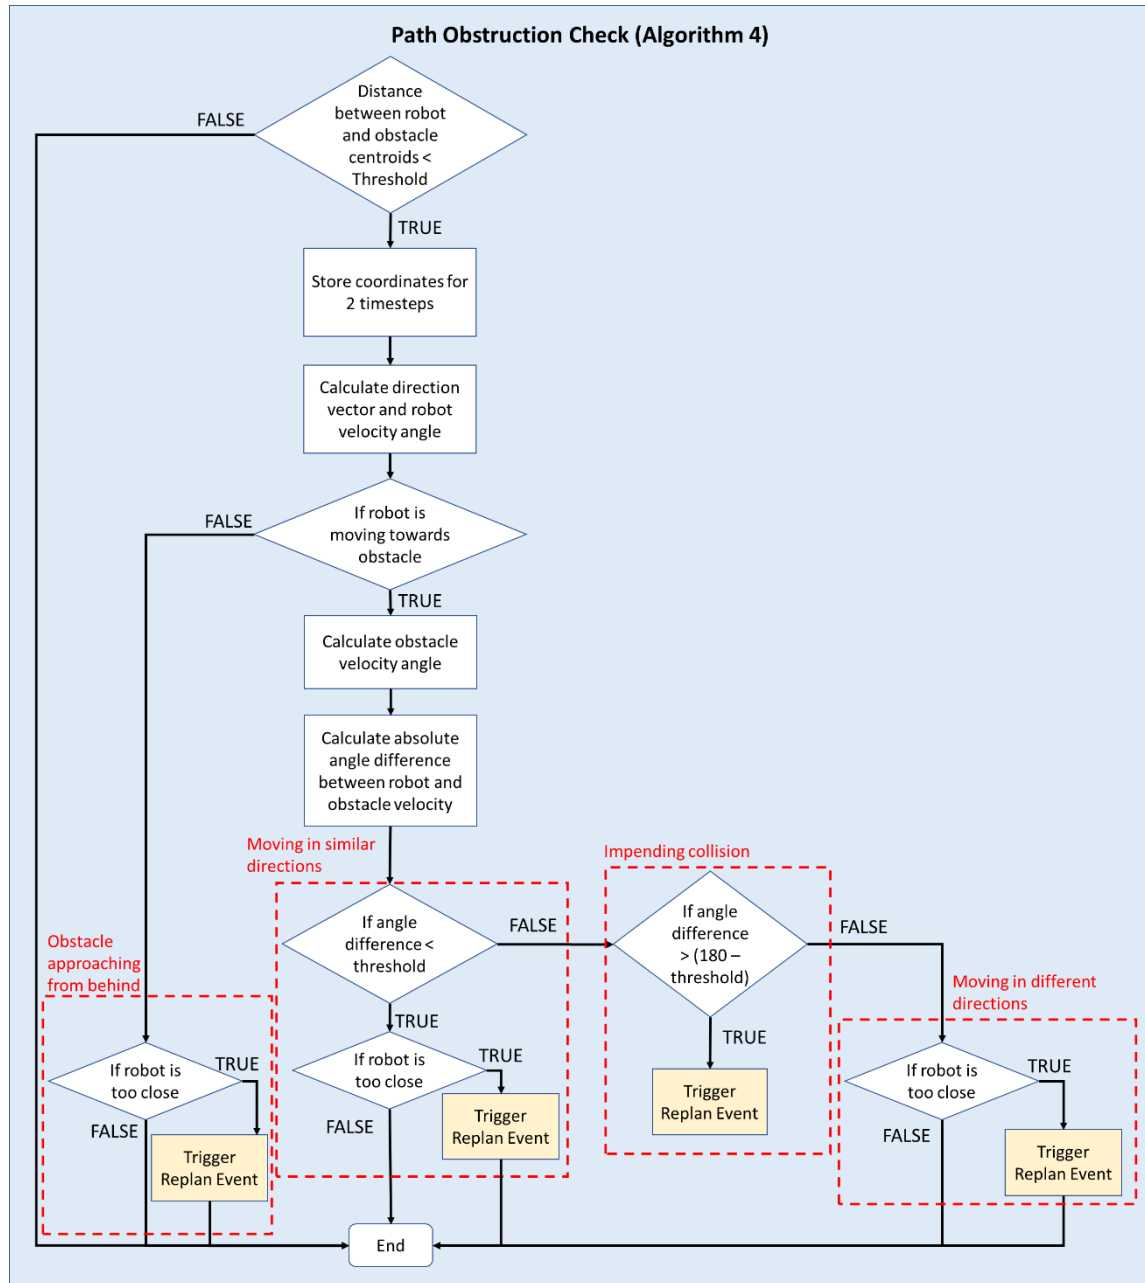 Path Obstruction Check (Algorithm 4)
Distance
between robot
and obstacle
centroids <
Threshold
FALSE
TRUE
Store coordinates for
2 timesteps
Calculate direction
vector and robot
velocity angle
If robot is
moving towards
obstacle
FALSE
TRUE
Calculate obstacle
velocity angle
Calculate absolute
angle difference
between robot and
obstacle velocity
Moving in similar
directions
If angle
difference <
threshold
FALSE
TRUE
If robot is
too close
TRUE
FALSE
Trigger
Replan Event
Impending collision
If angle
difference
> (180 –
threshold)
FALSE
TRUE
Trigger
Replan Event
Moving in different
directions
If robot is
too close
TRUE
FALSE
Trigger
Replan Event
Obstacle
approaching
from behind
If robot is
too close
TRUE
FALSE
Trigger
Replan Event
End